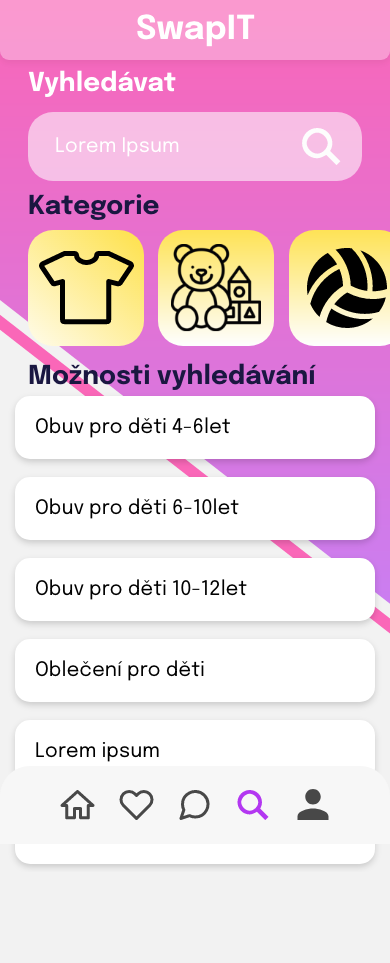 SwapIT
Vyhledávat
Lorem Ipsum
Kategorie
Možnosti vyhledávání
Obuv pro děti 4-6let
Obuv pro děti 6-10let
Obuv pro děti 10-12let
Oblečení pro děti
Lorem ipsum